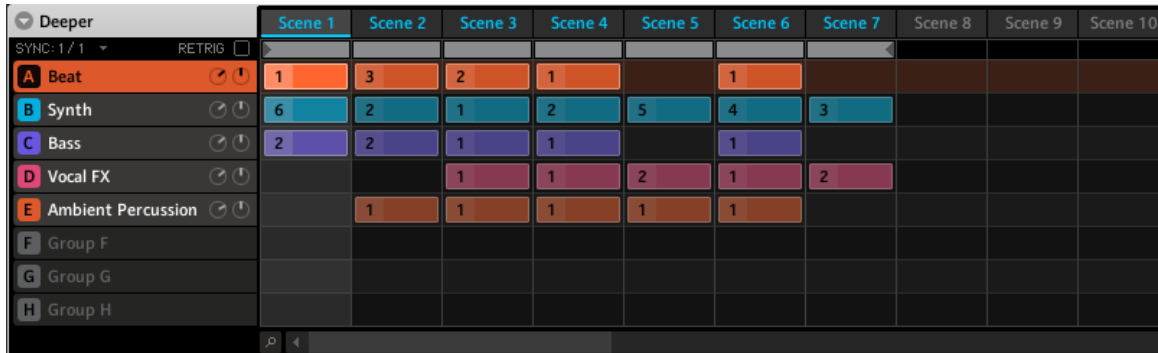 Deeper Scene 1 Scene 2 Scene 3 Scene 4 Scene 5 Scene 6 Scene 7 Scene 8 Scene 9 Scene 10
SYNC: 1 / 1 RETRIG
A Beat 1 3 2 1 1
B Synth 6 2 1 2 5 4 3
C Bass 2 2 1 1 1
D Vocal FX 1 1 2 1 2
E Ambient Percussion 1 1 1 1 1
F Group F
G Group G
H Group H